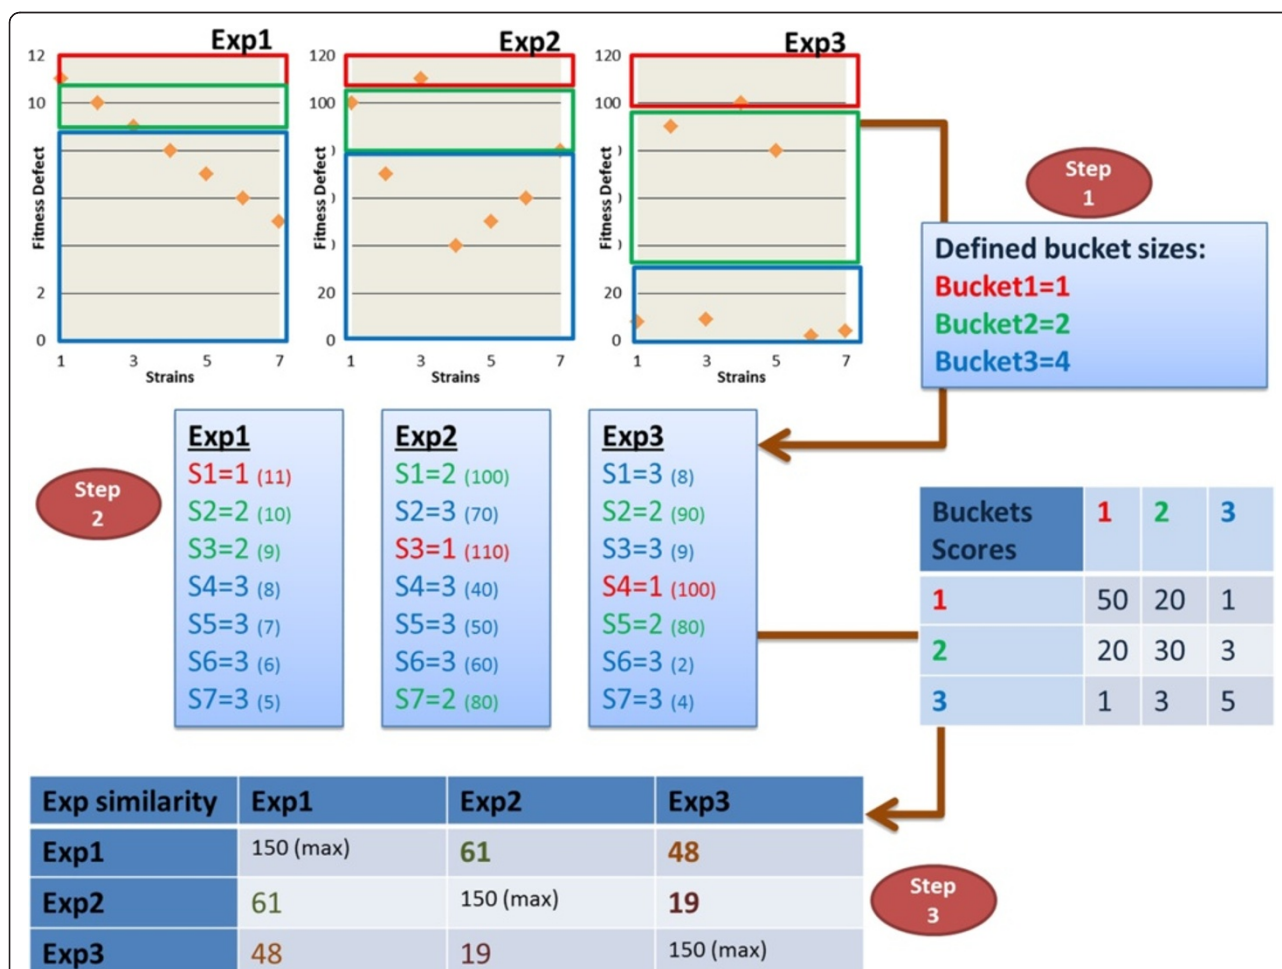 Exp1
12
10
2
0
Fitness Defect
1 3 5 7
Strains
Exp2
120
100
20
0
Fitness Defect
1 3 5 7
Strains
Exp3
120
100
20
0
Fitness Defect
1 3 5 7
Strains
Step
1
Defined bucket sizes:
Bucket1=1
Bucket2=2
Bucket3=4
Step
2
Exp1
S1=1 (11)
S2=2 (10)
S3=2 (9)
S4=3 (8)
S5=3 (7)
S6=3 (6)
S7=3 (5)
Exp2
S1=2 (100)
S2=3 (70)
S3=1 (110)
S4=3 (40)
S5=3 (50)
S6=3 (60)
S7=2 (80)
Exp3
S1=3 (8)
S2=2 (90)
S3=3 (9)
S4=1 (100)
S5=2 (80)
S6=3 (2)
S7=3 (4)
Buckets Scores 1 2 3
1 50 20 1
2 20 30 3
3 1 3 5
Exp similarity Exp1 Exp2 Exp3
Exp1 150 (max) 61 48
Exp2 61 150 (max) 19
Exp3 48 19 150 (max)
Step
3